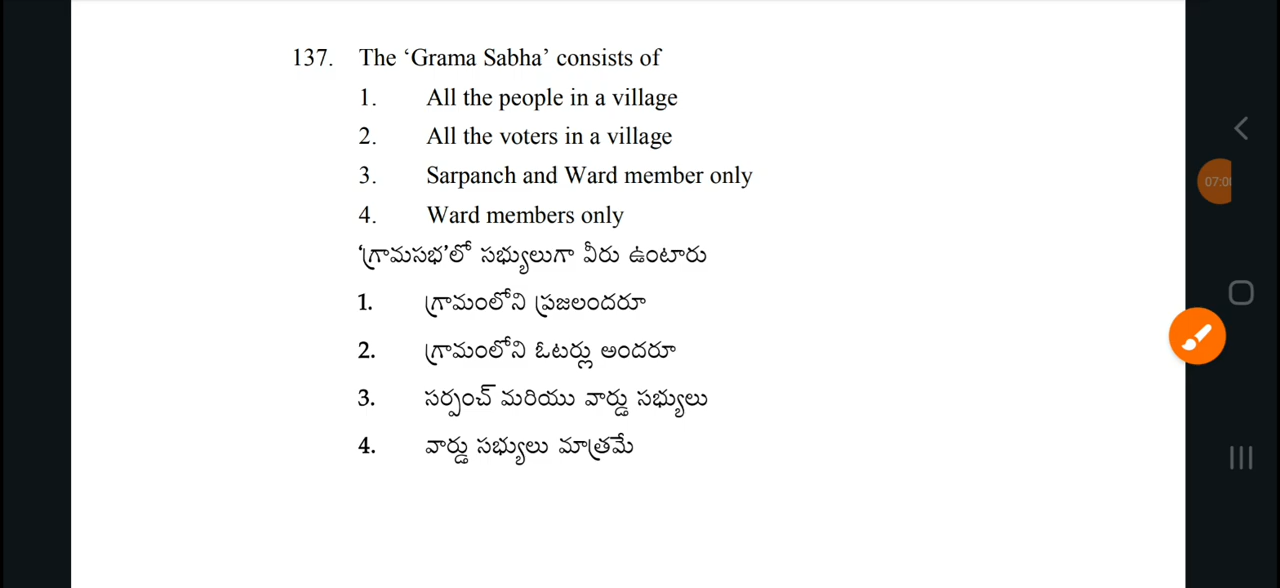 137. The ‘Grama Sabha’ consists of
1. All the people in a village
2. All the voters in a village
3. Sarpanch and Ward member only
4. Ward members only
‘గ్రామసభ’లో సభ్యులుగా వీరు ఉంటారు
1. గ్రామంలోని ప్రజలందరూ
2. గ్రామంలోని ఓటర్లు అందరూ
3. సర్పంచ్ మరియు వార్డు సభ్యులు
4. వార్డు సభ్యులు మాత్రమే